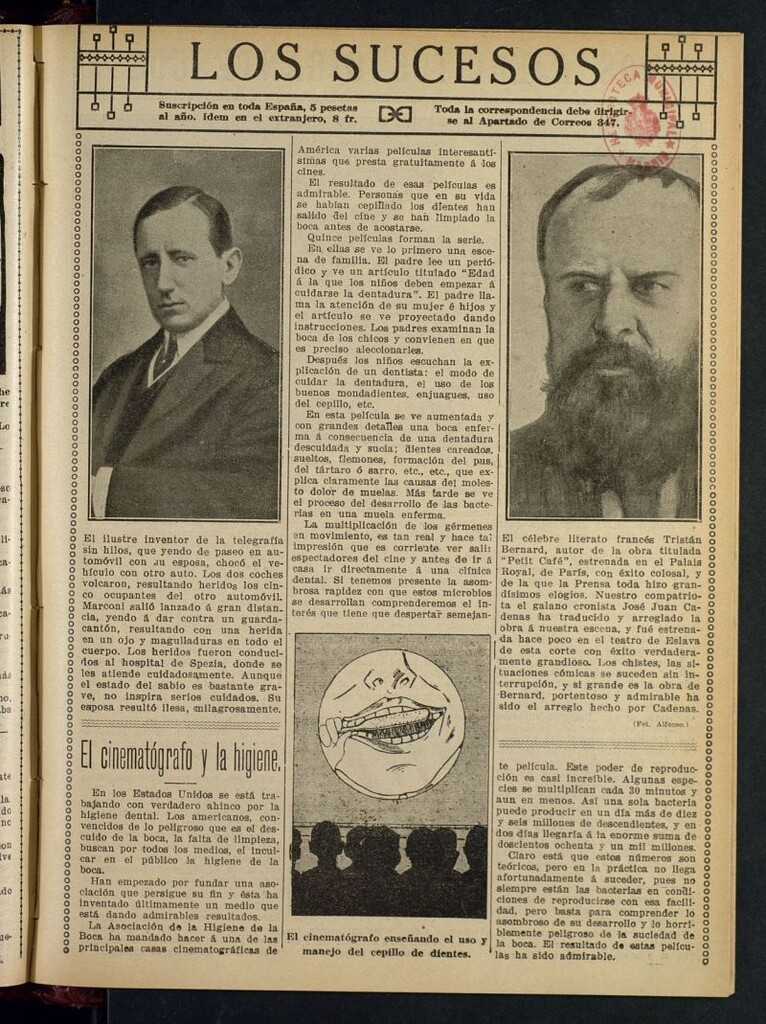 LOS SUCESOS
Suscripción en toda España, 5 pesetas
al año. Idem en el extranjero, 8 fr.
Toda la correspondencia debe dirigir-
se al Apartado de Correos 347.
El ilustre inventor de la telegrafía
sin hilos, que yendo de paseo en au-
tomóvil con su esposa, chocó el ve-
hículo con otro auto. Los dos coches
volcaron, resultando heridos los cin-
co ocupantes del otro automóvil.
Marconi salió lanzado á gran distan-
cia, yendo á dar contra un guarda-
cantón, resultando con una herida
en un ojo y magulladuras en todo el
cuerpo. Los heridos fueron conduci-
dos al hospital de Spezia, donde se
les atiende cuidadosamente. Aunque
el estado del sabio es bastante gra-
ve, no inspira serios cuidados. Su
esposa resultó ilesa, milagrosamente.
El cinematógrafo y la higiene.
En los Estados Unidos se está tra-
bajando con verdadero ahinco por la
higiene dental. Los americanos, con-
vencidos de lo peligroso que es el des-
cuido de la boca, la falta de limpieza,
buscan por todos los medios, el incul-
car en el público la higiene de la
boca.
Han empezado por fundar una aso-
ciación que persigue su fin y ésta ha
inventado últimamente un medio que
está dando admirables resultados.
La Asociación de la Higiene de la
Boca ha mandado hacer á una de las
principales casas cinematográficas de
América varias películas interesantí-
simas que presta gratuitamente á los
cines.
El resultado de esas películas es
admirable. Personas que en su vida
se habían cepillado los dientes han
salido del cine y se han limpiado la
boca antes de acostarse.
Quince películas forman la serie.
En ellas se ve lo primero una esce-
na de familia. El padre lee un perió-
dico y ve un artículo titulado "Edad
á la que los niños deben empezar á
cuidarse la dentadura". El padre lla-
ma la atención de su mujer é hijos y
el artículo se ve proyectado dando
instrucciones. Los padres examinan la
boca de los chicos y convienen en que
es preciso aleccionarles.
Después los niños escuchan la ex-
plicación de un dentista: el modo de
cuidar la dentadura, el uso de los
buenos mondadientes, enjuagues, uso
del cepillo, etc.
En esta película se ve aumentada y
con grandes detalles una boca enfer-
ma á consecuencia de una dentadura
descuidada y sucia; dientes careados,
sueltos, flemones, formación del pus,
del tártaro ó sarro, etc., etc., que ex-
plica claramente las causas del moles-
to dolor de muelas. Más tarde se ve
el proceso del desarrollo de las bacte-
rias en una muela enferma.
La multiplicación de los gérmenes
en movimiento, es tan real y hace tal
impresión que es corriente ver salir
espectadores del cine y antes de ir á
casa ir directamente á una clínica
dental. Si tenemos presente la asom-
brosa rapidez con que estos microbios
se desarrollan comprenderemos el in-
terés que tiene que despertar semejan-
El cinematógrafo enseñando el uso y
manejo del cepillo de dientes.
El célebre literato francés Tristán
Bernard, autor de la obra titulada
"Petit Café", estrenada en el Palais
Royal, de París, con éxito colosal, y
de la que la Prensa toda hizo gran-
dísimos elogios. Nuestro compatrio-
ta el galano cronista José Juan Ca-
denas ha traducido y arreglado la
obra á nuestra escena, y fué estrena-
da hace poco en el teatro de Eslava
de esta corte con éxito verdadera-
mente grandioso. Los chistes, las si-
tuaciones cómicas se suceden sin in-
terrupción, y si grande es la obra de
Bernard, portentoso y admirable ha
sido el arreglo hecho por Cadenas.
(Fot. Alfonso.)
te película. Este poder de reproduc-
ción es casi increíble. Algunas espe-
cies se multiplican cada 30 minutos y
aun en menos. Así una sola bacteria
puede producir en un día más de diez
y seis millones de descendientes, y en
dos días llegaría á la enorme suma de
doscientos ochenta y un mil millones.
Claro está que estos números son
teóricos, pero en la práctica no llega
afortunadamente á suceder, pues no
siempre están las bacterias en condi-
ciones de reproducirse con esa facili-
dad, pero basta para comprender lo
asombroso de su desarrollo y lo horri-
blemente peligroso de la suciedad de
la boca. El resultado de estas pelícu-
las ha sido admirable.